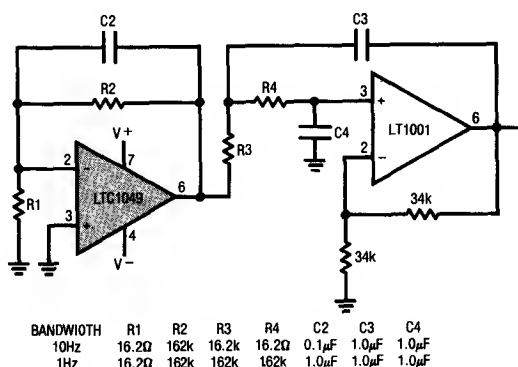 C2
C3
R2
R4
3
+
6
LT1001
V+
C4
2
−
R3
2
−
7
LTC1049
6
R1
3
+
4
V−
34k
34k
BANDWIOTH R1 R2 R3 R4 C2 C3 C4
10Hz 16.2Ω 162k 16.2k 16.2Ω 0.1μF 1.0μF 1.0μF
1Hz 16.2Ω 162k 162k 162k 1.0μF 1.0μF 1.0μF